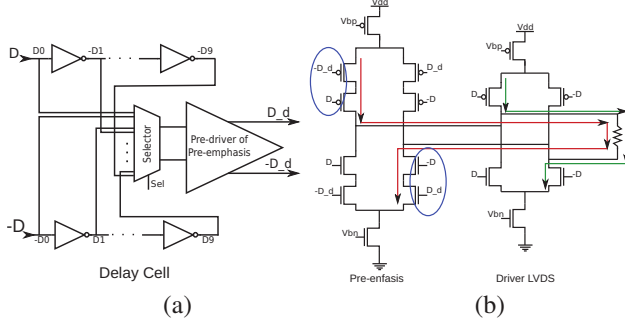 D
D0
-D1
-D9
Selector
Pre-driver of
Pre-emphasis
D_d
-D_d
Sel
-D
-D0
D1
D9
Delay Cell
(a)
Vdd
Vbp
-D_d
D_d
D
-D
D
-D
-D_d
D_d
Vbn
Pre-enfasis
Vdd
Vbp
D
-D
D
-D
Vbn
Driver LVDS
(b)